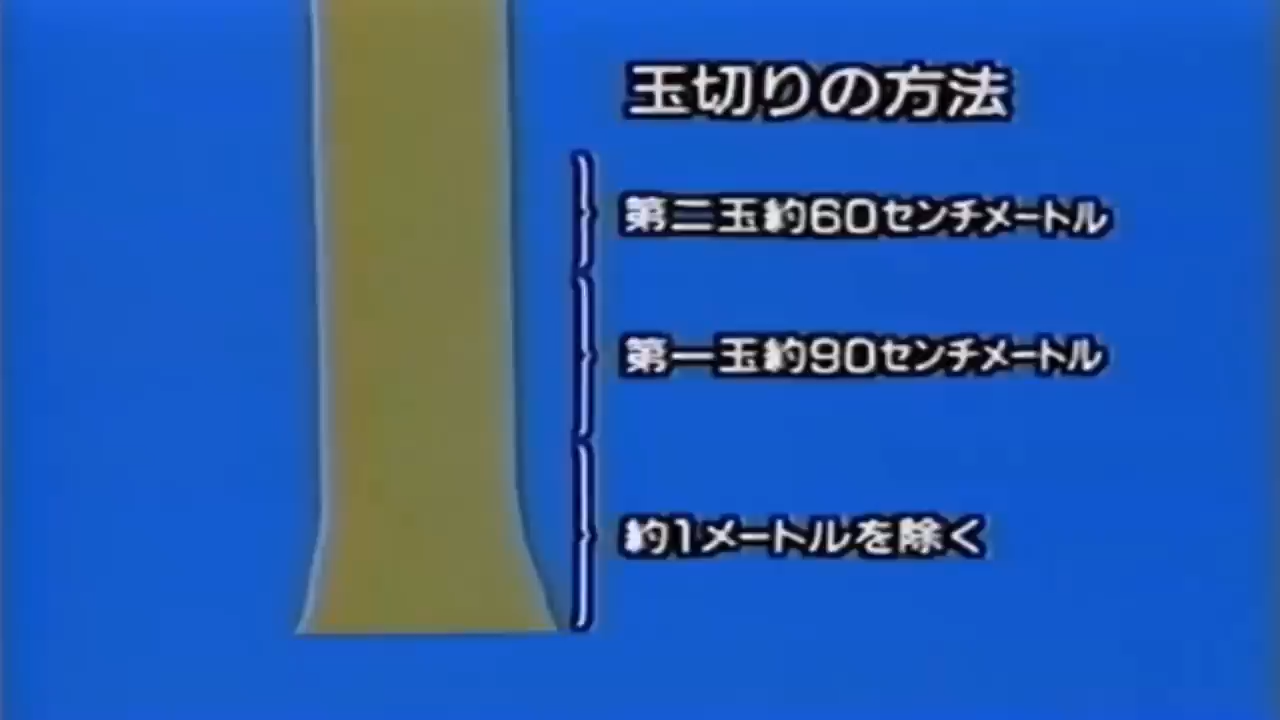 玉切りの方法
第二玉約60センチメートル
第一玉約90センチメートル
約1メートルを除く